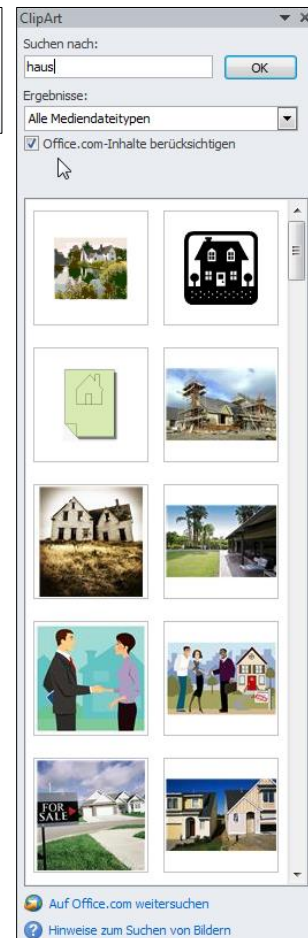 ClipArt
Suchen nach:
haus
OK
Ergebnisse:
Alle Mediendateitypen
Office.com-Inhalte berücksichtigen
FOR
SALE
Auf Office.com weitersuchen
Hinweise zum Suchen von Bildern